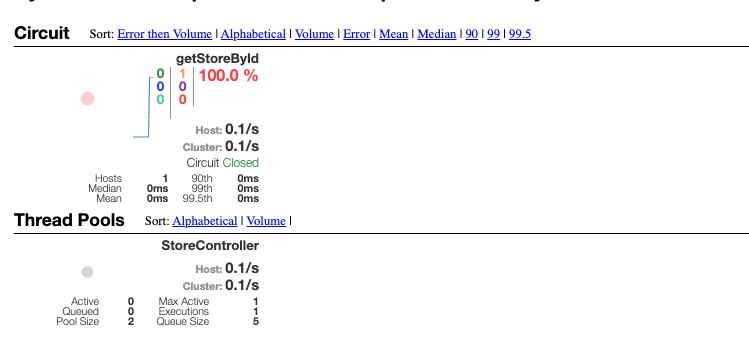 Circuit Sort: Error then Volume | Alphabetical | Volume | Error | Mean | Median | 90 | 99 | 99.5
getStoreById
0 1 100.0 %
0 0
0 0
Host: 0.1/s
Cluster: 0.1/s
Circuit Closed
Hosts 1 90th 0ms
Median 0ms 99th 0ms
Mean 0ms 99.5th 0ms
Thread Pools Sort: Alphabetical | Volume |
StoreController
Host: 0.1/s
Cluster: 0.1/s
Active 0 Max Active 1
Queued 0 Executions 1
Pool Size 2 Queue Size 5